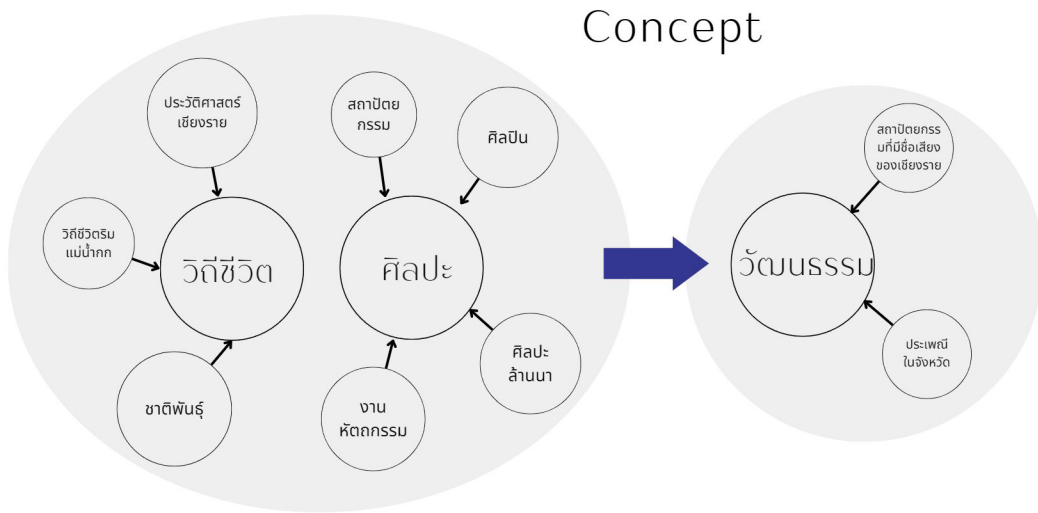 Concept
ประวัติศาสตร์
เชียงราย
วิถีชีวิตริม
แม่น้ำกก
วิถีชีวิต
ชาติพันธุ์
สถาปัตย
กรรม
ศิลปิน
ศิลปะ
ศิลปะ
ล้านนา
งาน
หัตถกรรม
สถาปัตยกรร
มที่มีชื่อเสียง
ของเชียงราย
วัฒนธรรม
ประเพณี
ในจังหวัด